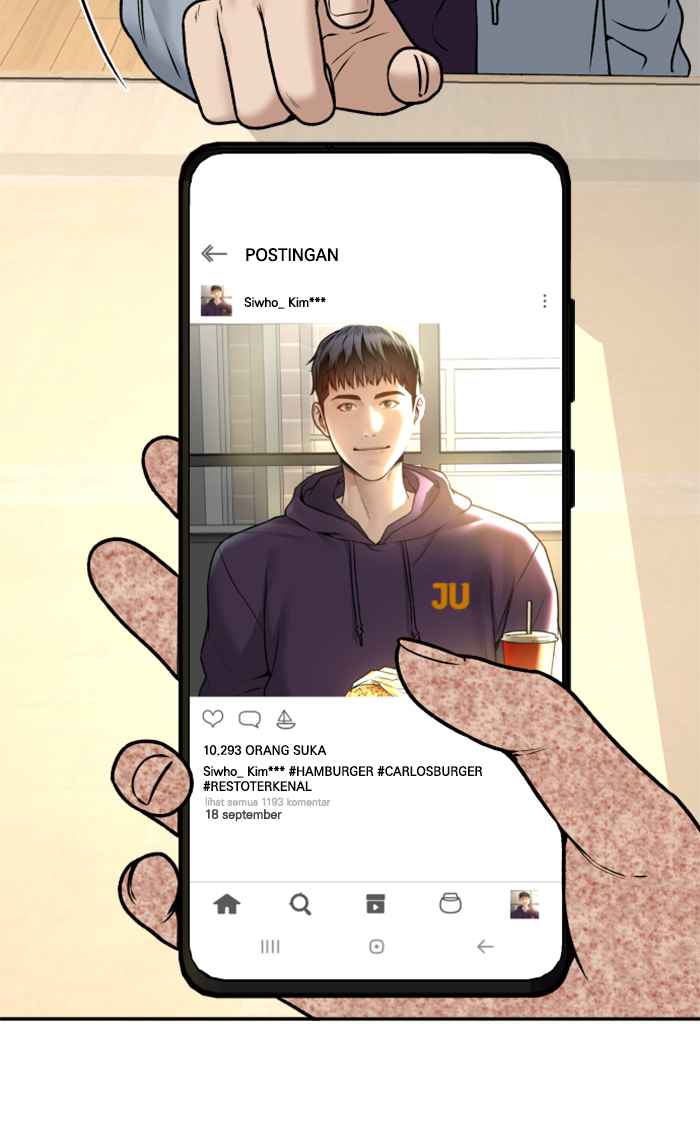 POSTINGAN
Siwho_ Kim***
JU
10,293 ORANG SUKA
Siwho_ Kim*** #HAMBURGER #CARLOSBURGER
#RESTOTERKENAL
lihat semua 1193 komentar
18 september